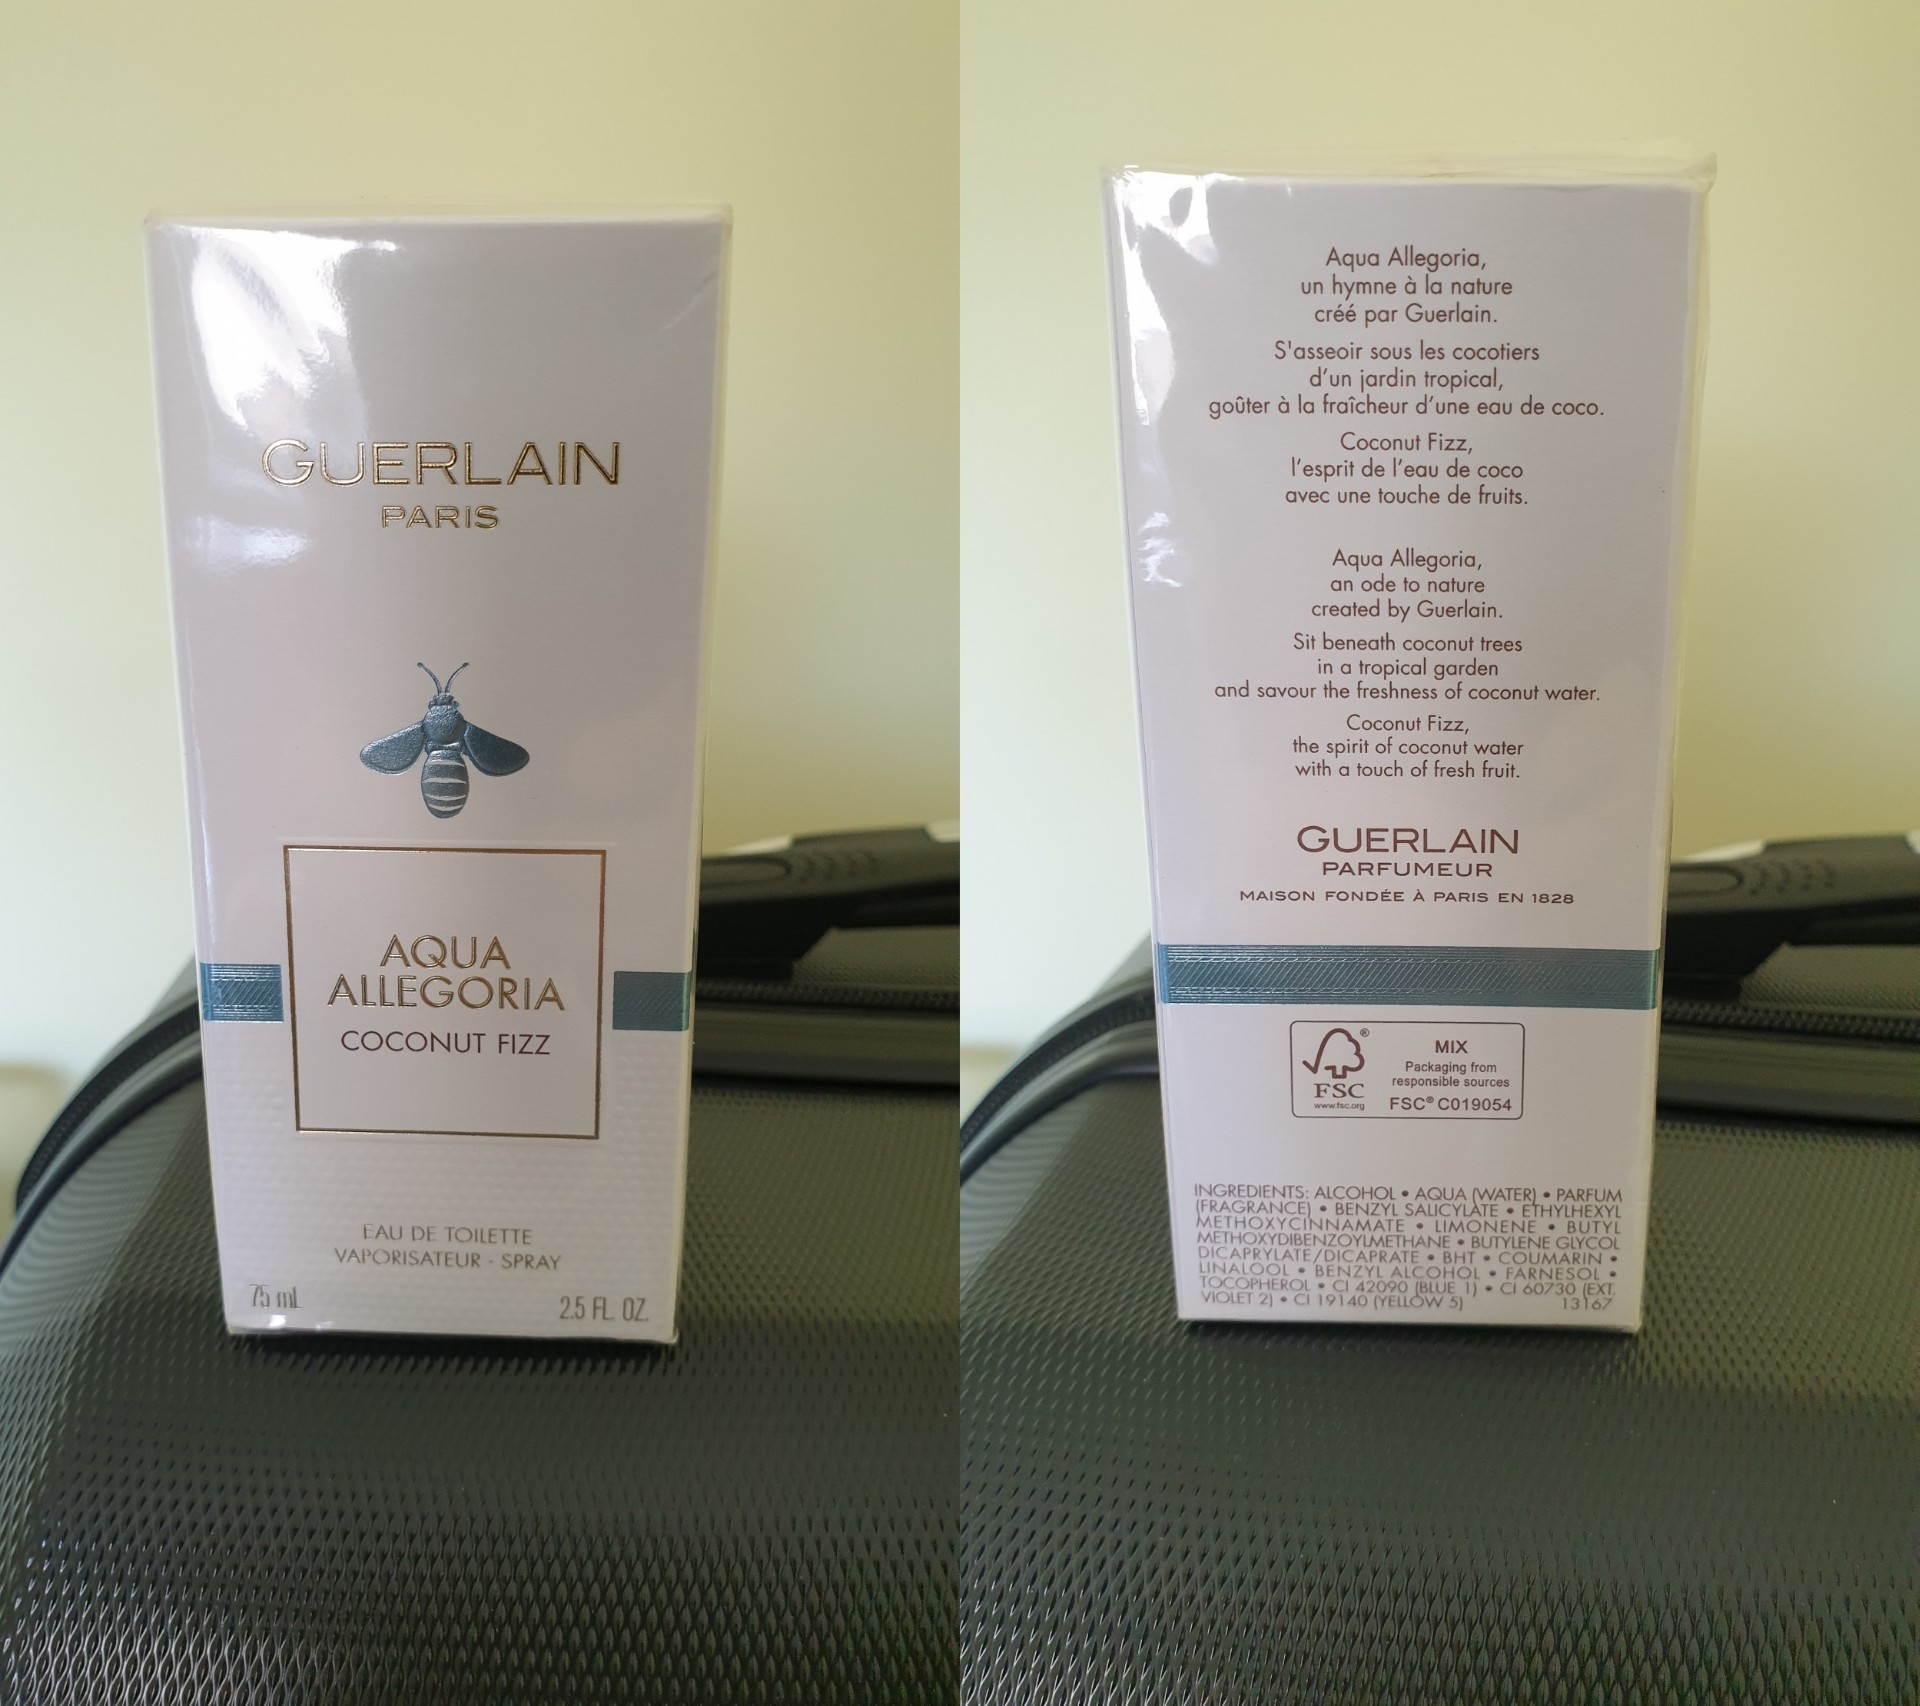 GUERLAIN
PARIS
AQUA
ALLEGORIA
COCONUT FIZZ
EAU DE TOILETTE
VAPORISATEUR - SPRAY
75 mL
2.5 FL. OZ.
Aqua Allegoria,
un hymne à la nature
créé par Guerlain.
S'asseoir sous les cocotiers
d'un jardin tropical,
goûter à la fraîcheur d'une eau de coco.
Coconut Fizz,
l'esprit de l'eau de coco
avec une touche de fruits.
Aqua Allegoria,
an ode to nature
created by Guerlain.
Sit beneath coconut trees
in a tropical garden
and savour the freshness of coconut water.
Coconut Fizz,
the spirit of coconut water
with a touch of fresh fruit.
GUERLAIN
PARFUMEUR
MAISON FONDÉE À PARIS EN 1828
FSC
www.fsc.org
MIX
Packaging from
responsible sources
FSC® C019054
INGREDIENTS: ALCOHOL • AQUA (WATER) • PARFUM
(FRAGRANCE) • BENZYL SALICYLATE • ETHYLHEXYL
METHOXYCINNAMATE • LIMONENE • BUTYL
METHOXYDIBENZOYLMETHANE • BUTYLENE GLYCOL
DICAPRYLATE/DICAPRATE • BHT • COUMARIN •
LINALOOL • BENZYL ALCOHOL • FARNESOL •
TOCOPHEROL • CI 42090 (BLUE 1) • CI 60730 (EXT.
VIOLET 2) • CI 19140 (YELLOW 5) 13167